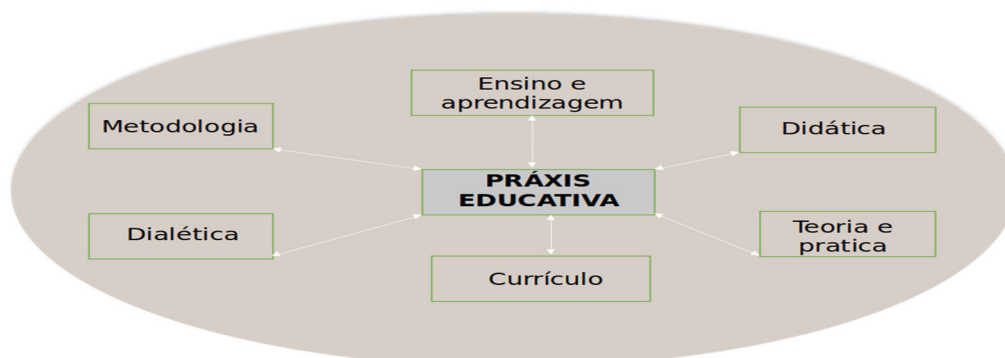 Ensino e
aprendizagem
Metodologia
Didática
PRÁXIS
EDUCATIVA
Dialética
Teoria e
pratica
Currículo